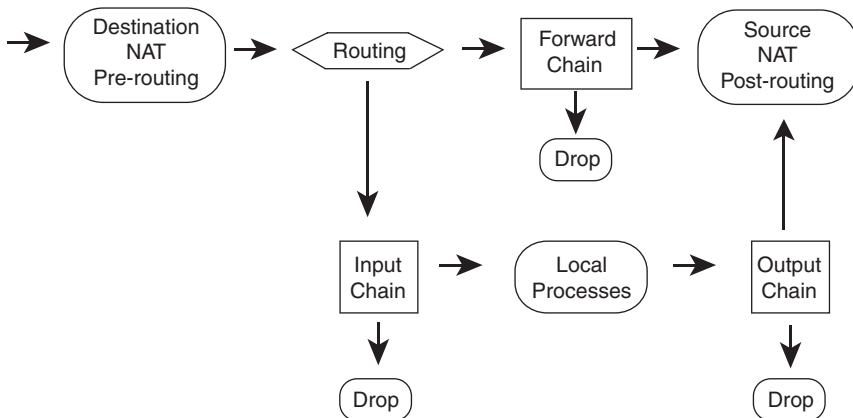 Destination
NAT
Pre-routing
Routing
Forward
Chain
Source
NAT
Post-routing
Drop
Input
Chain
Local
Processes
Output
Chain
Drop
Drop